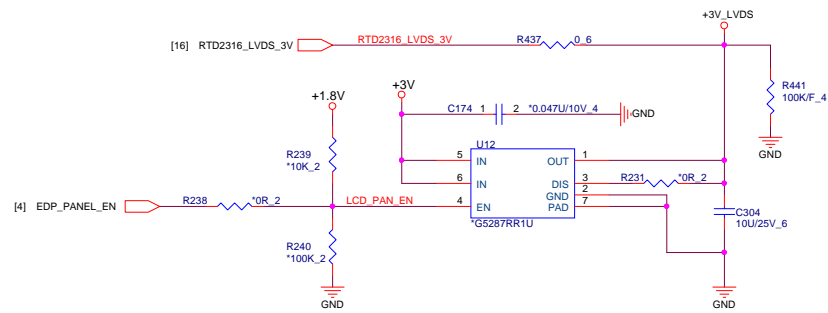 +3V_LVDS
[16] RTD2316_LVDS_3V
RTD2316_LVDS_3V
R437 0_6
R441
100K/F_4
GND
+3V
+1.8V
C174 1 2 *0.047U/10V_4
GND
U12
R239
*10K_2
5 IN OUT 1
6 IN DIS 3
R231 *0R_2
GND 2
4 EN PAD 7
*G5287RR1U
[4] EDP_PANEL_EN
R238 *0R_2
LCD_PAN_EN
R240
*100K_2
C304
10U/25V_6
GND
GND